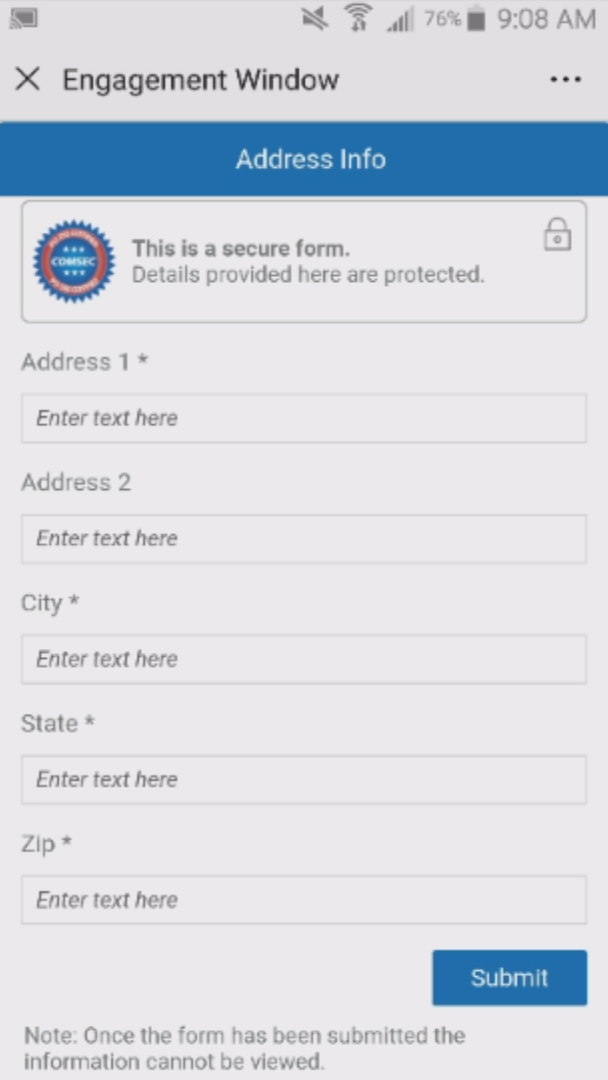 76% 9:08 AM
Engagement Window
Address Info
This is a secure form.
COMSEC
Details provided here are protected.
Address 1 *
Enter text here
Address 2
Enter text here
City *
Enter text here
State *
Enter text here
Zip *
Enter text here
Submit
Note: Once the form has been submitted the
information cannot be viewed.